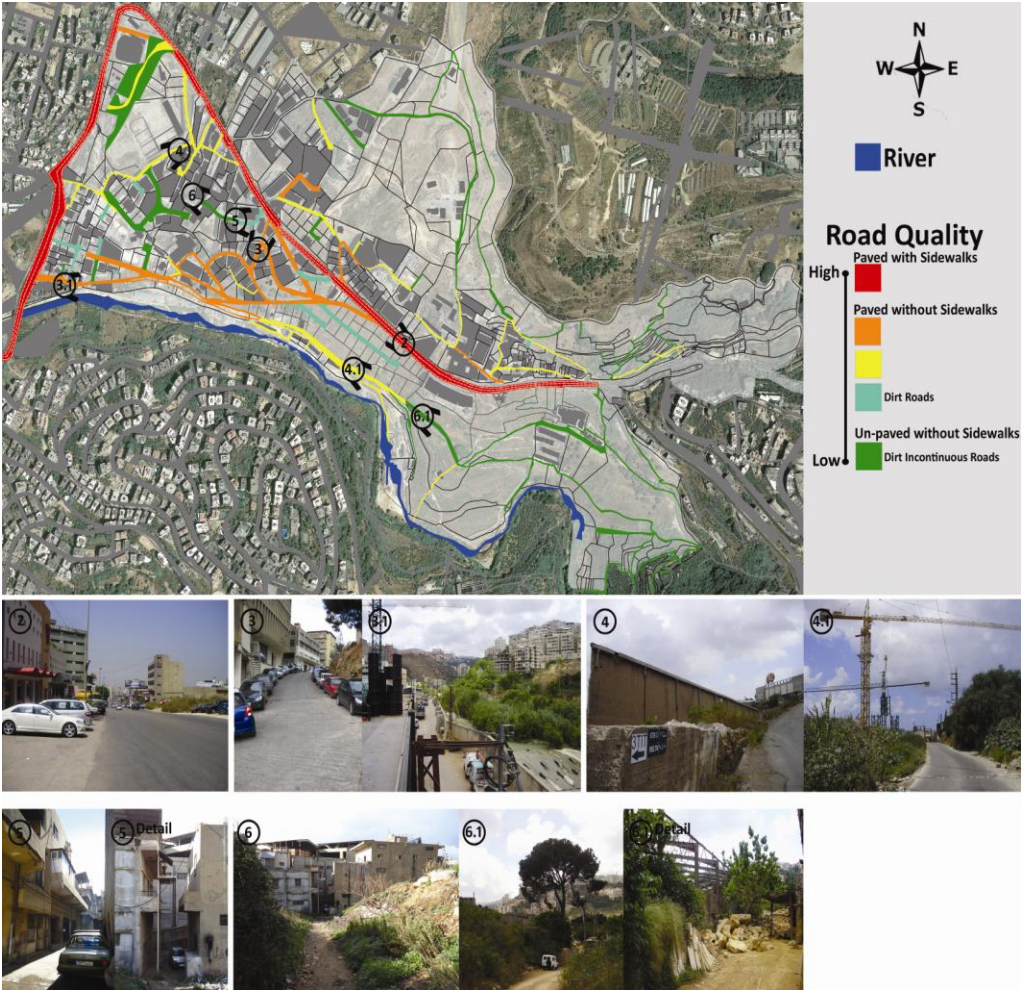 N
W E
S
River
Road Quality
Paved with Sidewalks
High
Paved without Sidewalks
Dirt Roads
Un-paved without Sidewalks
Low
Dirt Incontinuous Roads
4
6
5
3
3.1
2
4.1
6.1
2
3
3.1
4
4.1
5
5 Detail
6
6.1
Detail